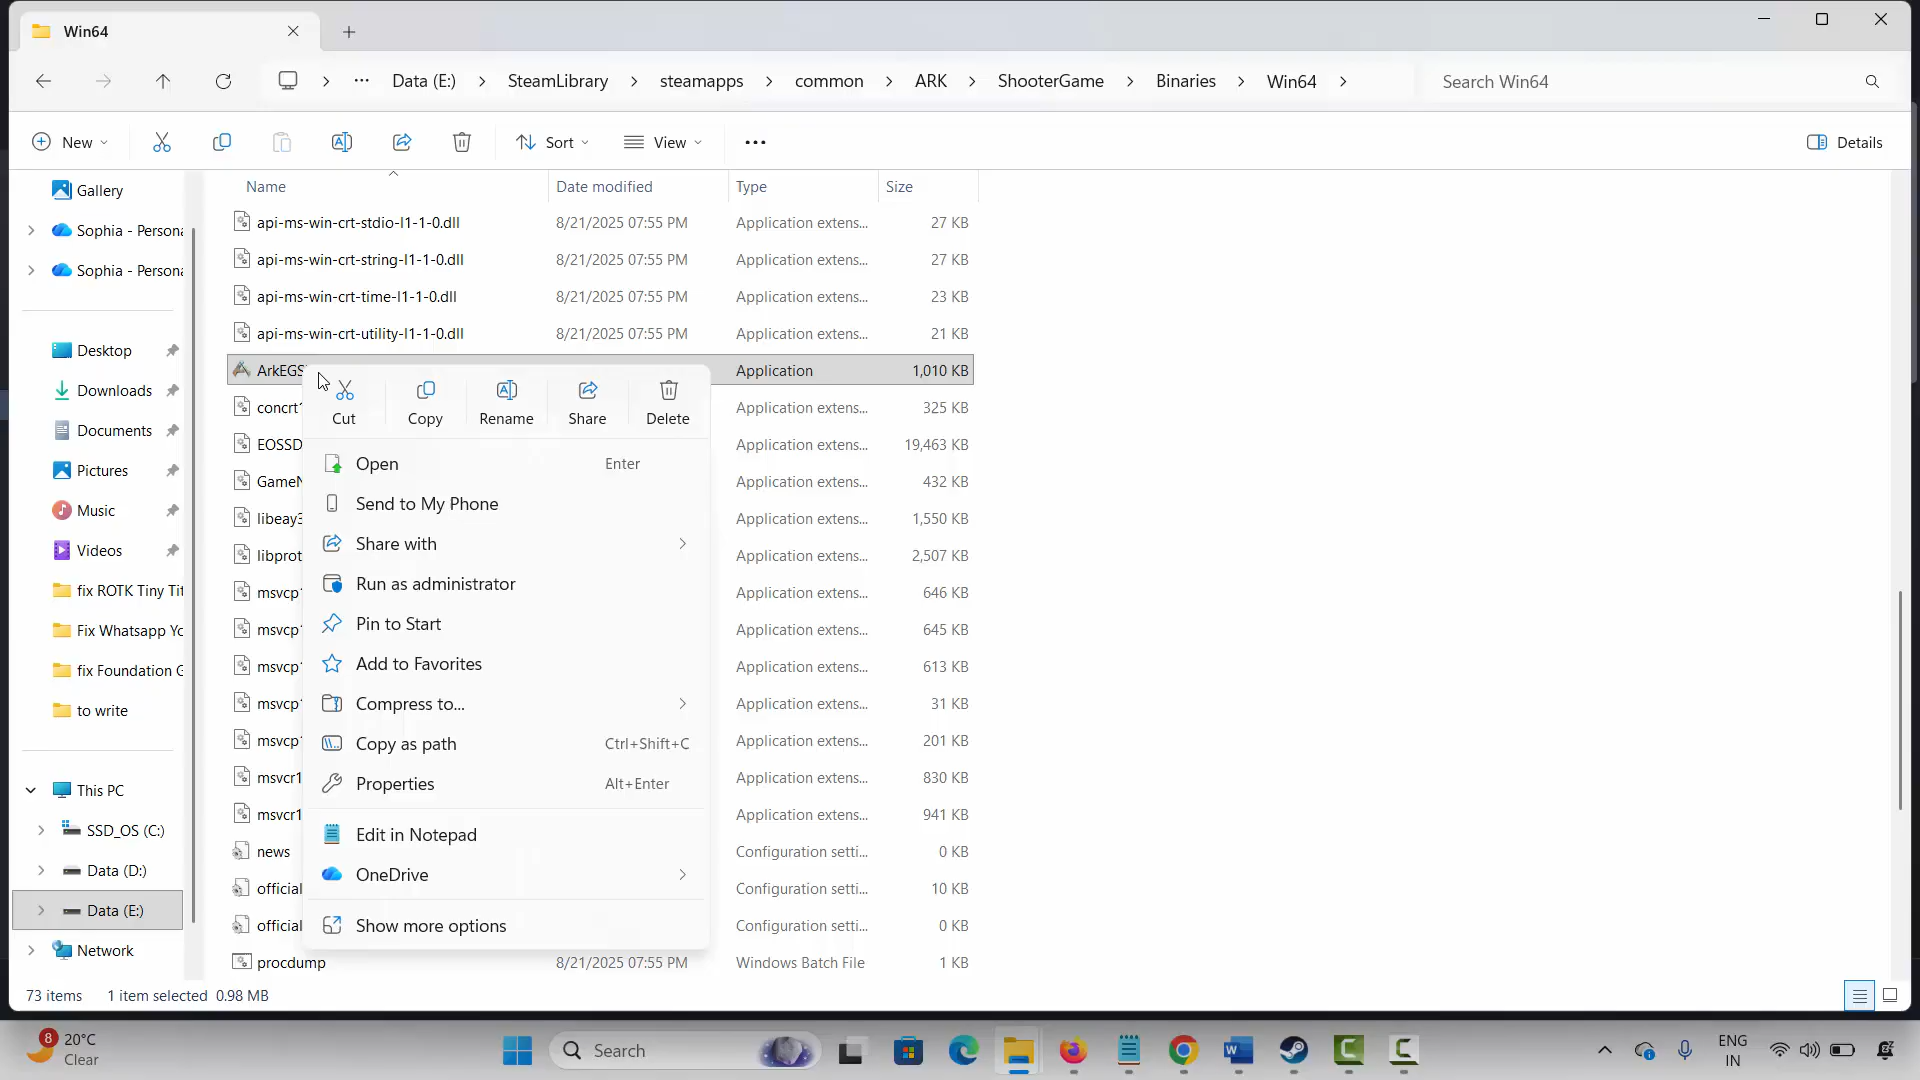 Win64
Data (E:) SteamLibrary steamapps common ARK ShooterGame Binaries Win64
Search Win64
New Sort View Details
Name Date modified Type Size
Gallery
Sophia - Persona
Sophia - Persona
Desktop
Downloads
Documents
Pictures
Music
Videos
fix ROTK Tiny Tit
Fix Whatsapp Yo
fix Foundation G
to write
This PC
SSD_OS (C:)
Data (D:)
Data (E:)
Network
api-ms-win-crt-stdio-l1-1-0.dll 8/21/2025 07:55 PM Application extens... 27 KB
api-ms-win-crt-string-l1-1-0.dll 8/21/2025 07:55 PM Application extens... 27 KB
api-ms-win-crt-time-l1-1-0.dll 8/21/2025 07:55 PM Application extens... 23 KB
api-ms-win-crt-utility-l1-1-0.dll 8/21/2025 07:55 PM Application extens... 21 KB
ArkEGS Application 1,010 KB
concrt1 Application extens... 325 KB
EOSSD Application extens... 19,463 KB
GameN Application extens... 432 KB
libeay3 Application extens... 1,550 KB
libprot Application extens... 2,507 KB
msvcp1 Application extens... 646 KB
msvcp1 Application extens... 645 KB
msvcp1 Application extens... 613 KB
msvcp1 Application extens... 31 KB
msvcp1 Application extens... 201 KB
msvcr1 Application extens... 830 KB
msvcr1 Application extens... 941 KB
news Configuration setti... 0 KB
official Configuration setti... 10 KB
official Configuration setti... 0 KB
procdump 8/21/2025 07:55 PM Windows Batch File 1 KB
Cut Copy Rename Share Delete
Open Enter
Send to My Phone
Share with
Run as administrator
Pin to Start
Add to Favorites
Compress to...
Copy as path Ctrl+Shift+C
Properties Alt+Enter
Edit in Notepad
OneDrive
Show more options
73 items 1 item selected 0.98 MB
8
20°C
Clear
Search
ENG
IN